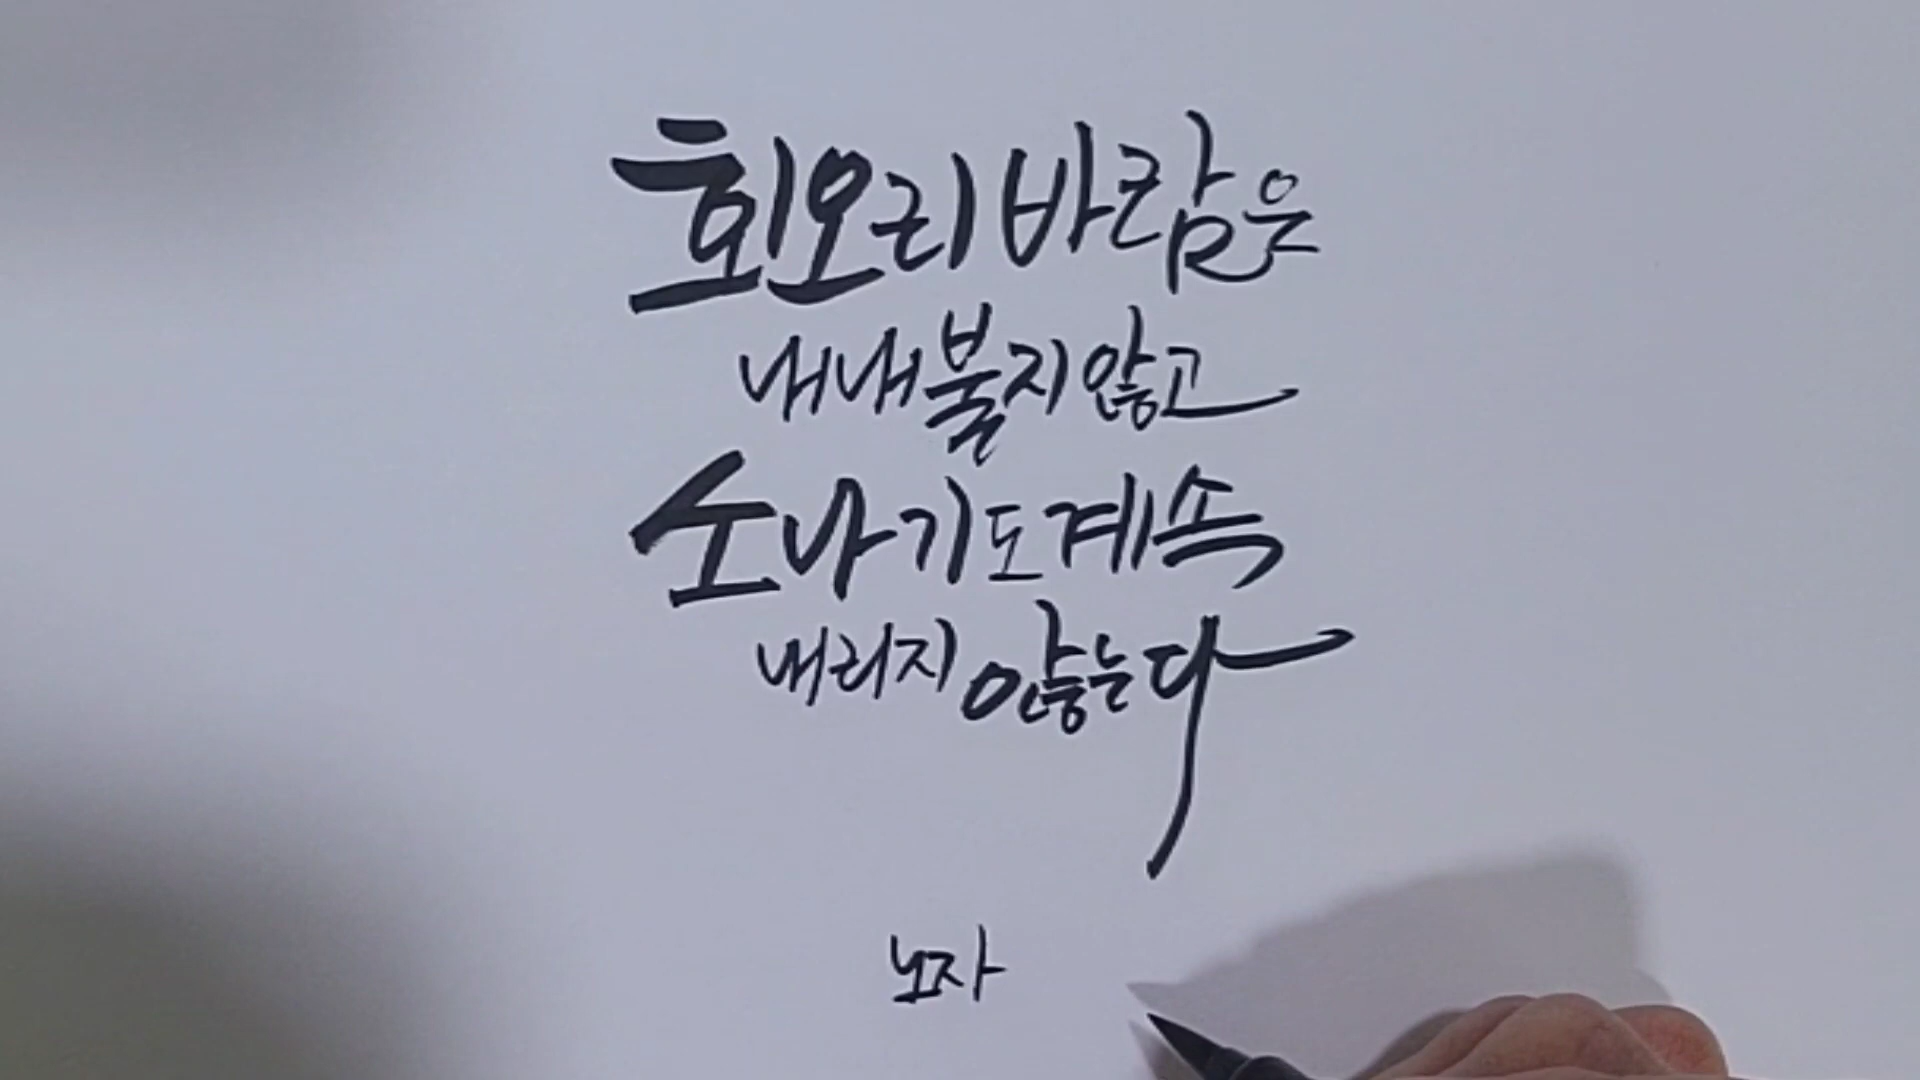 회오리바람은
내내 불지 않고
소나기도 계속
내리지 않는다
노자